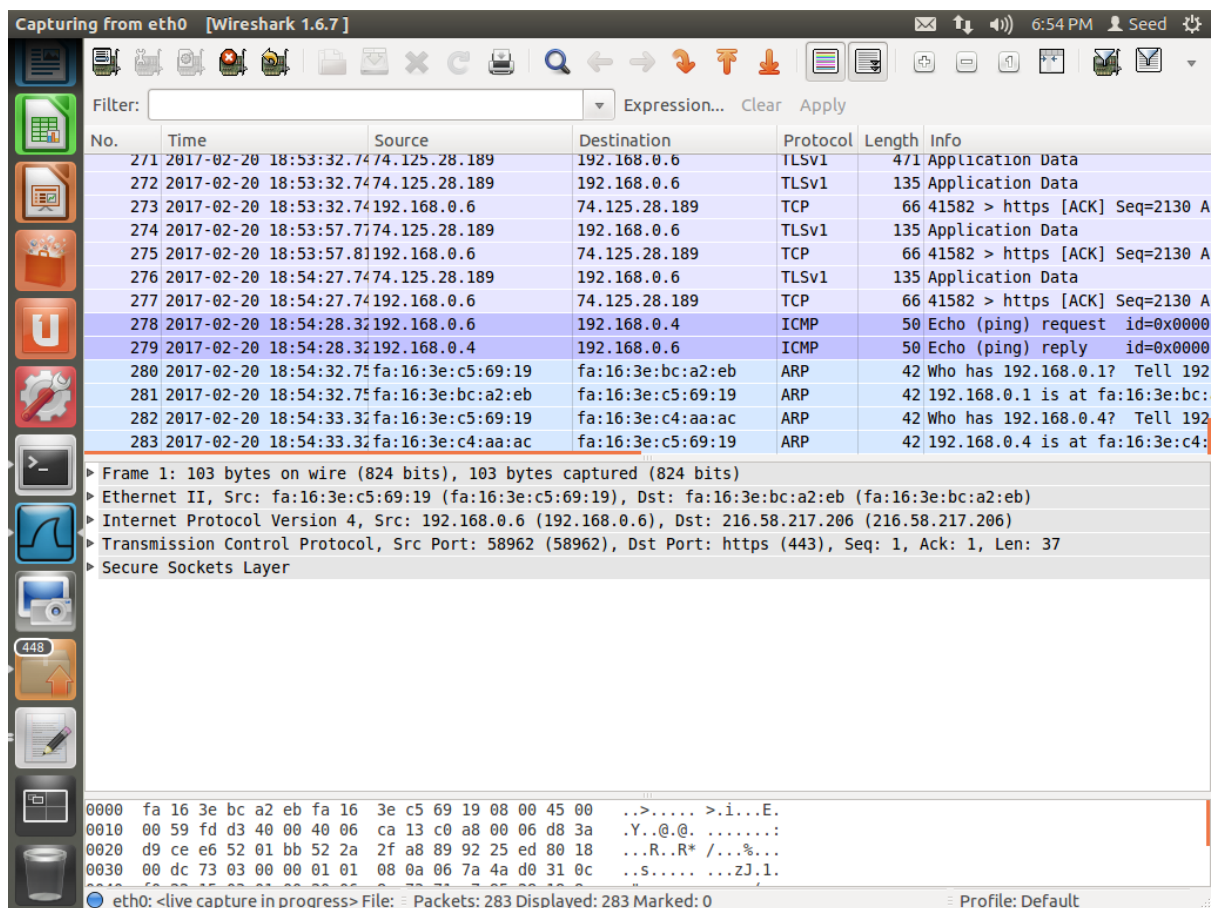 Capturing from eth0 [Wireshark 1.6.7 ] 6:54 PM Seed
Filter: Expression... Clear Apply
No. Time Source Destination Protocol Length Info
271 2017-02-20 18:53:32.74 74.125.28.189 192.168.0.6 TLSv1 471 Application Data
272 2017-02-20 18:53:32.74 74.125.28.189 192.168.0.6 TLSv1 135 Application Data
273 2017-02-20 18:53:32.74 192.168.0.6 74.125.28.189 TCP 66 41582 > https [ACK] Seq=2130 A
274 2017-02-20 18:53:57.77 74.125.28.189 192.168.0.6 TLSv1 135 Application Data
275 2017-02-20 18:53:57.81 192.168.0.6 74.125.28.189 TCP 66 41582 > https [ACK] Seq=2130 A
276 2017-02-20 18:54:27.74 74.125.28.189 192.168.0.6 TLSv1 135 Application Data
277 2017-02-20 18:54:27.74 192.168.0.6 74.125.28.189 TCP 66 41582 > https [ACK] Seq=2130 A
278 2017-02-20 18:54:28.32 192.168.0.6 192.168.0.4 ICMP 50 Echo (ping) request id=0x0000
279 2017-02-20 18:54:28.32 192.168.0.4 192.168.0.6 ICMP 50 Echo (ping) reply id=0x0000
280 2017-02-20 18:54:32.75 fa:16:3e:c5:69:19 fa:16:3e:bc:a2:eb ARP 42 Who has 192.168.0.1? Tell 192
281 2017-02-20 18:54:32.75 fa:16:3e:bc:a2:eb fa:16:3e:c5:69:19 ARP 42 192.168.0.1 is at fa:16:3e:bc:
282 2017-02-20 18:54:33.32 fa:16:3e:c5:69:19 fa:16:3e:c4:aa:ac ARP 42 Who has 192.168.0.4? Tell 192
283 2017-02-20 18:54:33.32 fa:16:3e:c4:aa:ac fa:16:3e:c5:69:19 ARP 42 192.168.0.4 is at fa:16:3e:c4:
Frame 1: 103 bytes on wire (824 bits), 103 bytes captured (824 bits)
Ethernet II, Src: fa:16:3e:c5:69:19 (fa:16:3e:c5:69:19), Dst: fa:16:3e:bc:a2:eb (fa:16:3e:bc:a2:eb)
Internet Protocol Version 4, Src: 192.168.0.6 (192.168.0.6), Dst: 216.58.217.206 (216.58.217.206)
Transmission Control Protocol, Src Port: 58962 (58962), Dst Port: https (443), Seq: 1, Ack: 1, Len: 37
Secure Sockets Layer
448
0000 fa 16 3e bc a2 eb fa 16 3e c5 69 19 08 00 45 00 ..>..... >.i...E.
0010 00 59 fd d3 40 00 40 06 ca 13 c0 a8 00 06 d8 3a .Y..@.@. .......:
0020 d9 ce e6 52 01 bb 52 2a 2f a8 89 92 25 ed 80 18 ...R..R* /...%...
0030 00 dc 73 03 00 00 01 01 08 0a 06 7a 4a d0 31 0c ..s..... ...zJ.1.
eth0: <live capture in progress> File: Packets: 283 Displayed: 283 Marked: 0 Profile: Default